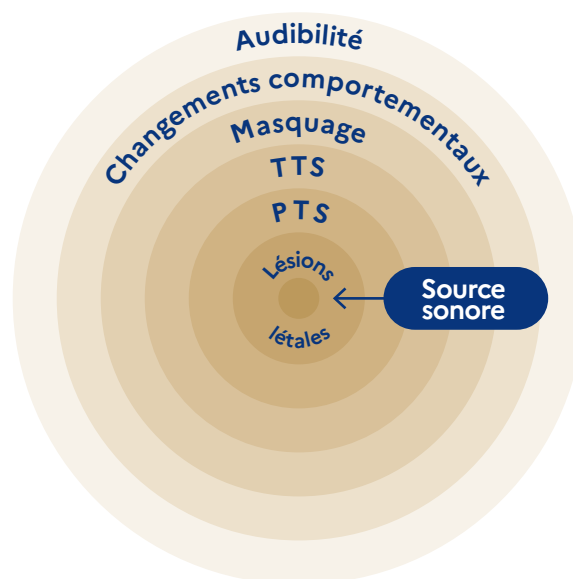 Audibilité
Changements comportementaux
Masquage
TTS
PTS
Lésions
létales
Source
sonore